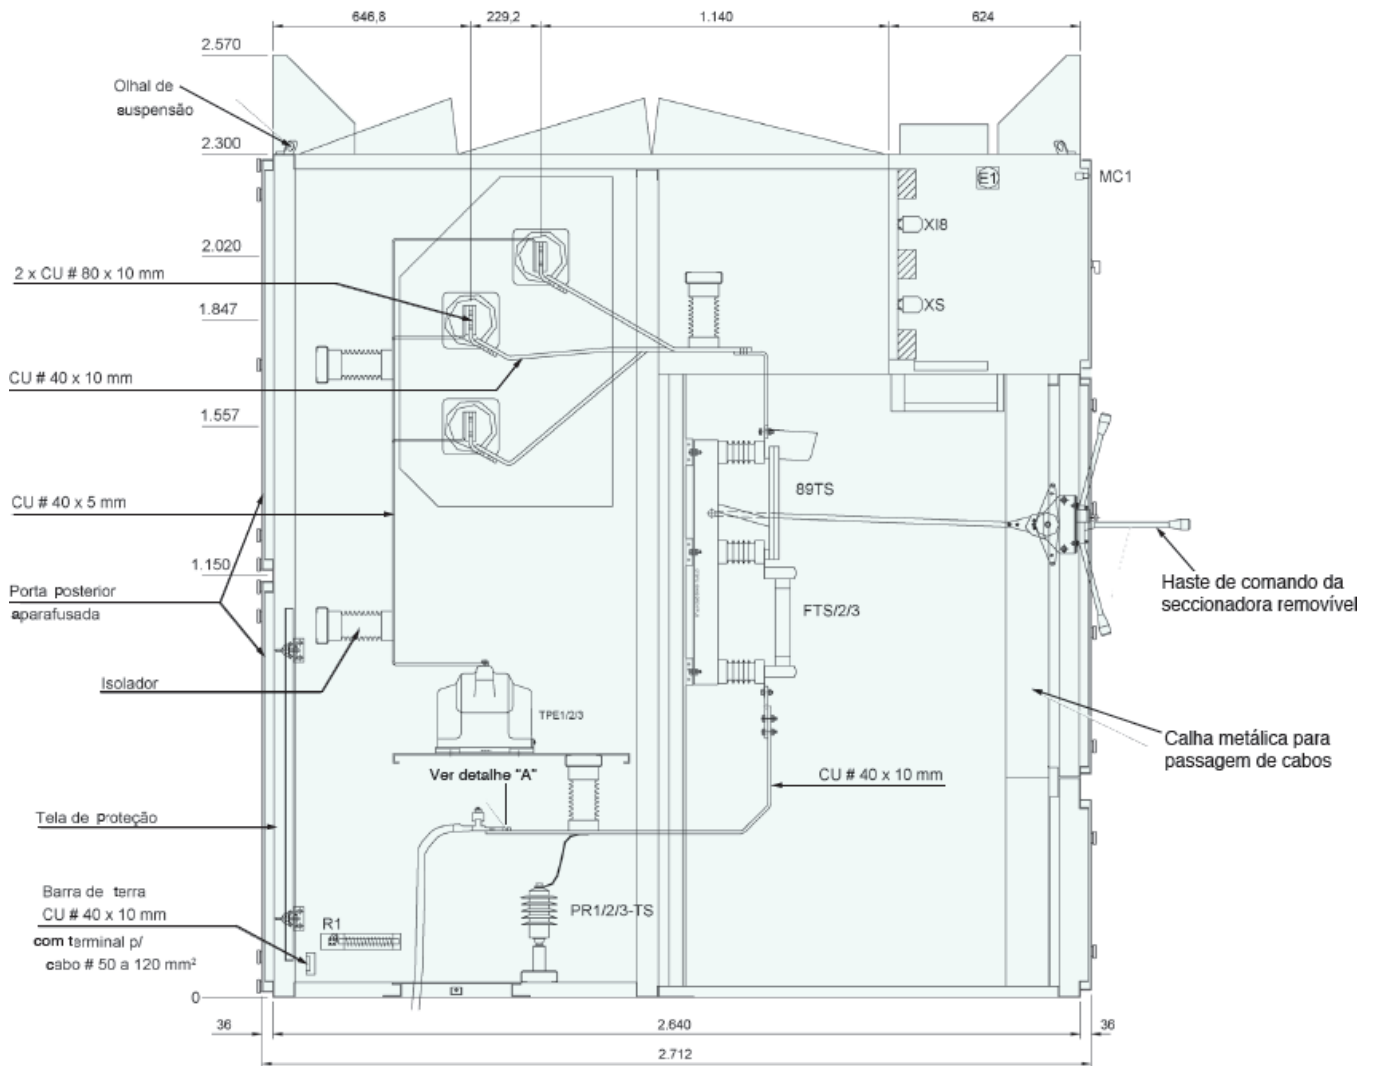 646,8
229,2
1.140
624
2.570
Olhal de
suspensão
2.300
E1
MC1
XI8
2.020
2 x CU # 80 x 10 mm
1.847
XS
CU # 40 x 10 mm
1.557
CU # 40 x 5 mm
89TS
1.150
Porta posterior
aparafusada
Haste de comando da
seccionadora removível
FTS/2/3
Isolador
TPE1/2/3
Calha metálica para
passagem de cabos
Ver detalhe "A"
CU # 40 x 10 mm
Tela de proteção
Barra de terra
CU # 40 x 10 mm
com terminal p/
cabo # 50 a 120 mm²
R1
PR1/2/3-TS
0
36
2.640
36
2.712